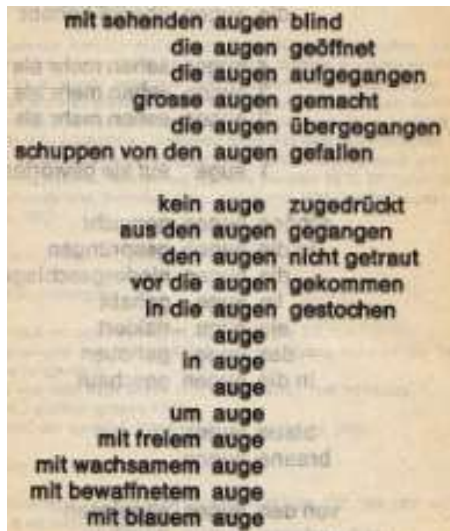 mit sehenden augen blind
die augen geöffnet
die augen aufgegangen
grosse augen gemacht
die augen übergegangen
schuppen von den augen gefallen
kein auge zugedrückt
aus den augen gegangen
den augen nicht getraut
vor die augen gekommen
in die augen gestochen
auge
in auge
auge
um auge
mit freiem auge
mit wachsamem auge
mit bewaffnetem auge
mit blauem auge